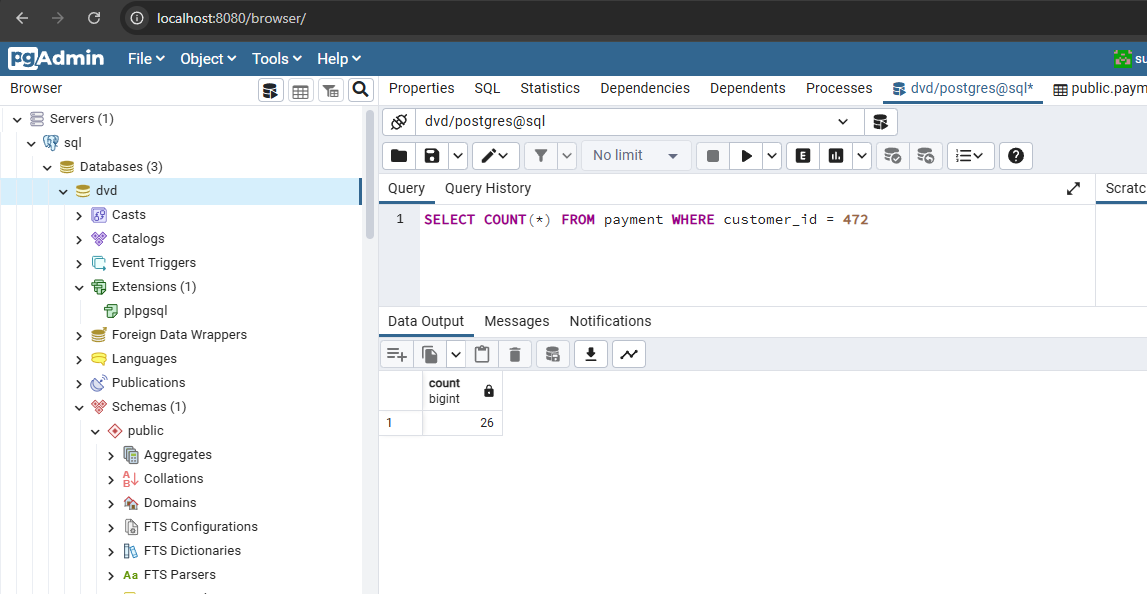 localhost:8080/browser/
pgAdmin File Object Tools Help su
Browser
Properties SQL Statistics Dependencies Dependents Processes dvd/postgres@sql* public.paym
Servers (1)
sql
Databases (3)
dvd
Casts
Catalogs
Event Triggers
Extensions (1)
plpgsql
Foreign Data Wrappers
Languages
Publications
Schemas (1)
public
Aggregates
Collations
Domains
FTS Configurations
FTS Dictionaries
Aa FTS Parsers
dvd/postgres@sql
No limit E
Query Query History Scratc
1 SELECT COUNT(*) FROM payment WHERE customer_id = 472
Data Output Messages Notifications
count
bigint
1 26